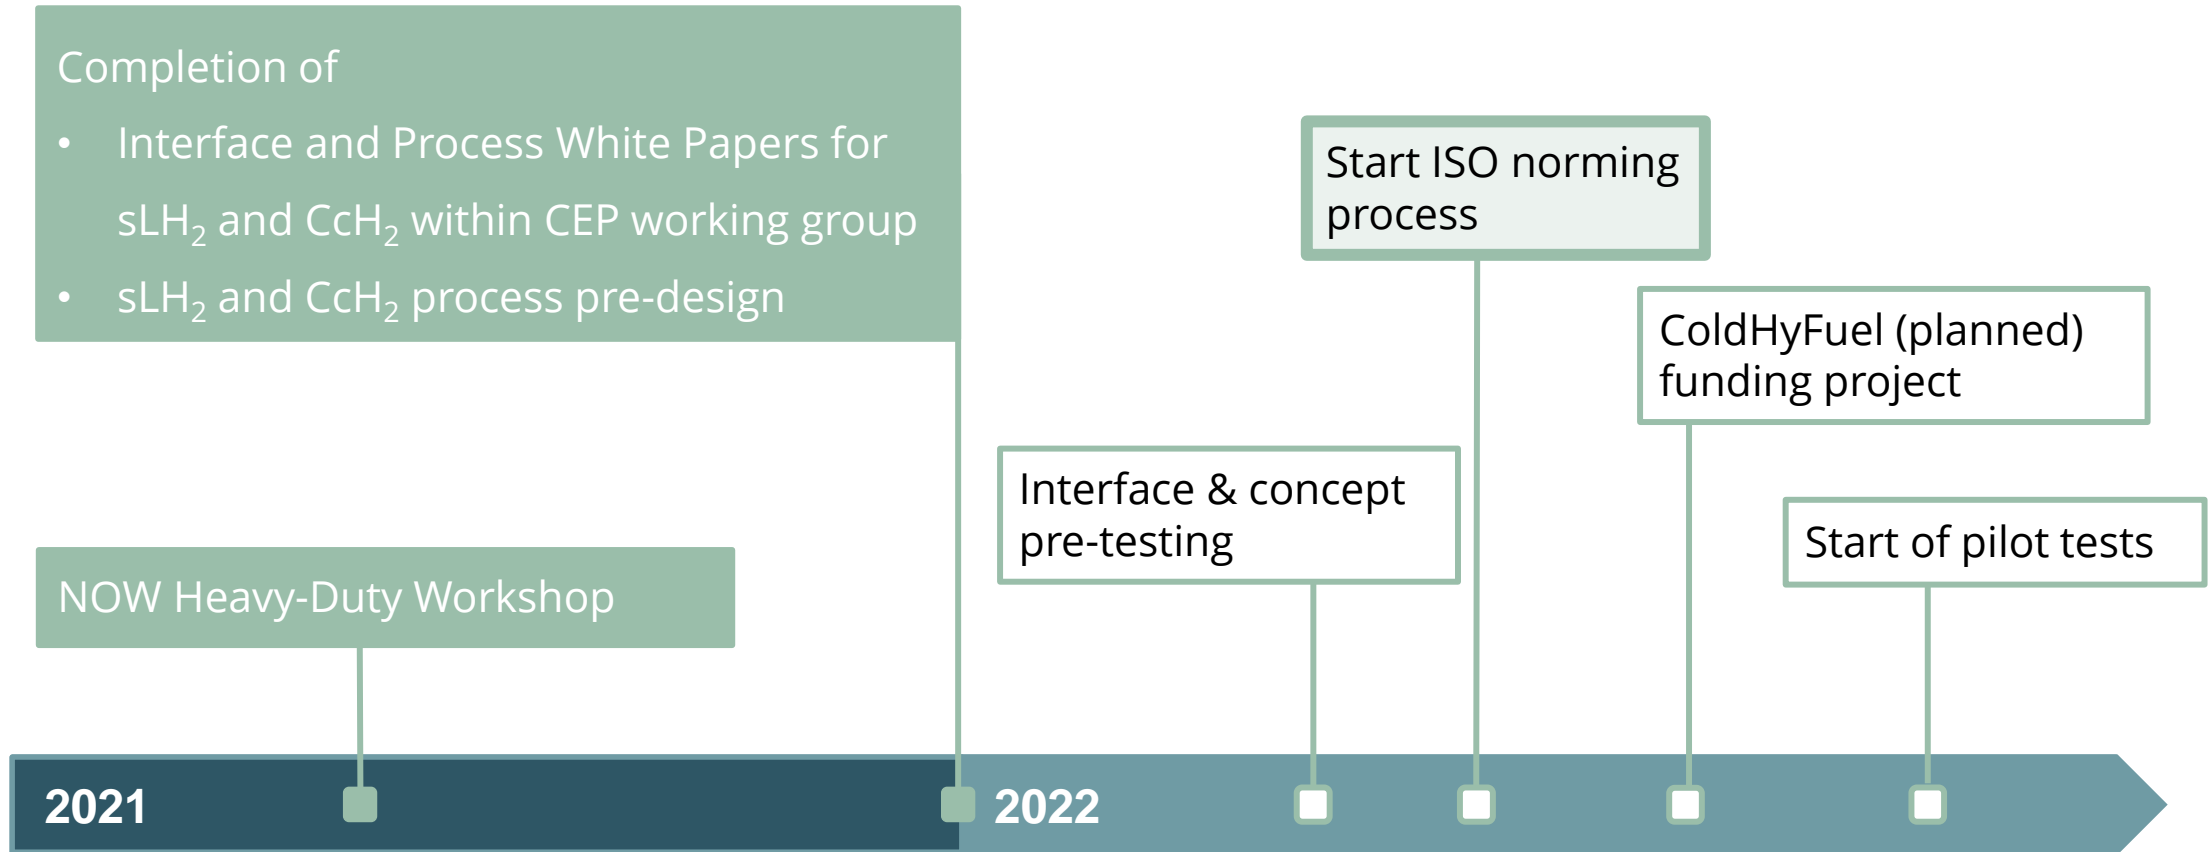 Completion of
• Interface and Process White Papers for
sLH₂ and CcH₂ within CEP working group
• sLH₂ and CcH₂ process pre-design
NOW Heavy-Duty Workshop
Interface & concept
pre-testing
Start ISO norming
process
ColdHyFuel (planned)
funding project
Start of pilot tests
2021
2022